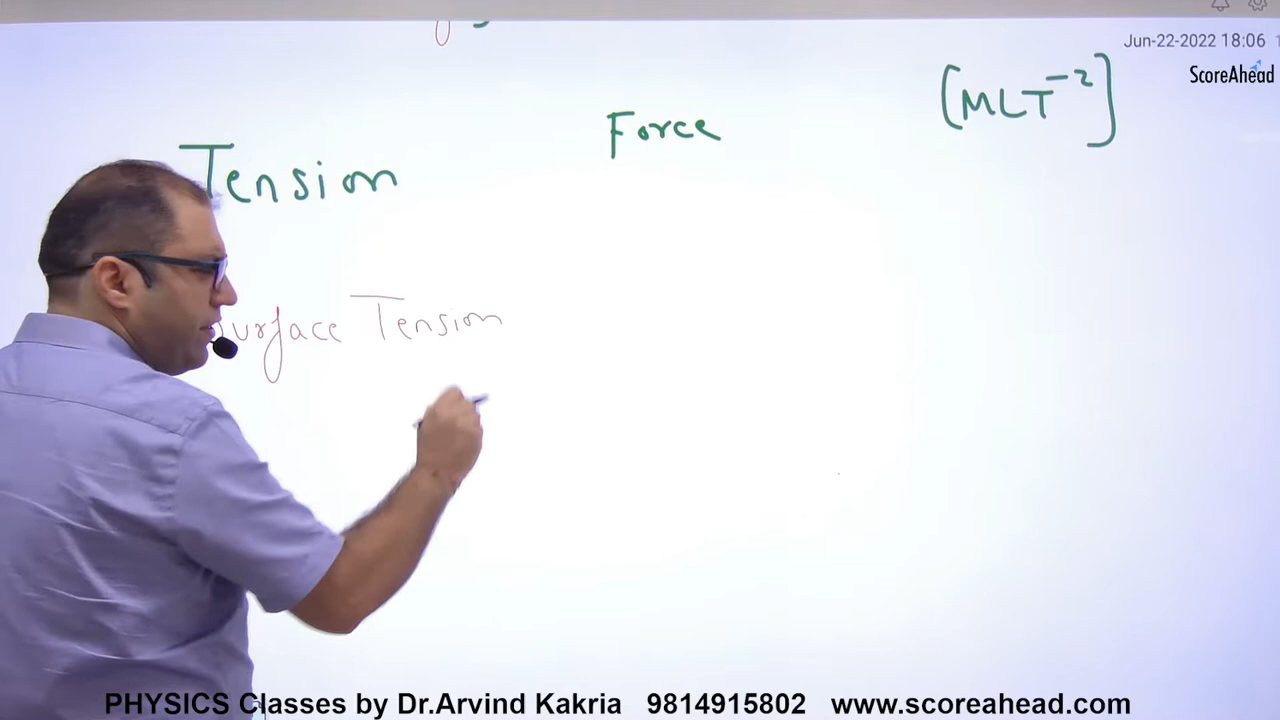 Jun-22-2022 18:06
ScoreAhead
[MLT⁻²]
Force
Tension
Surface Tension
PHYSICS Classes by Dr.Arvind Kakria 9814915802 www.scoreahead.com